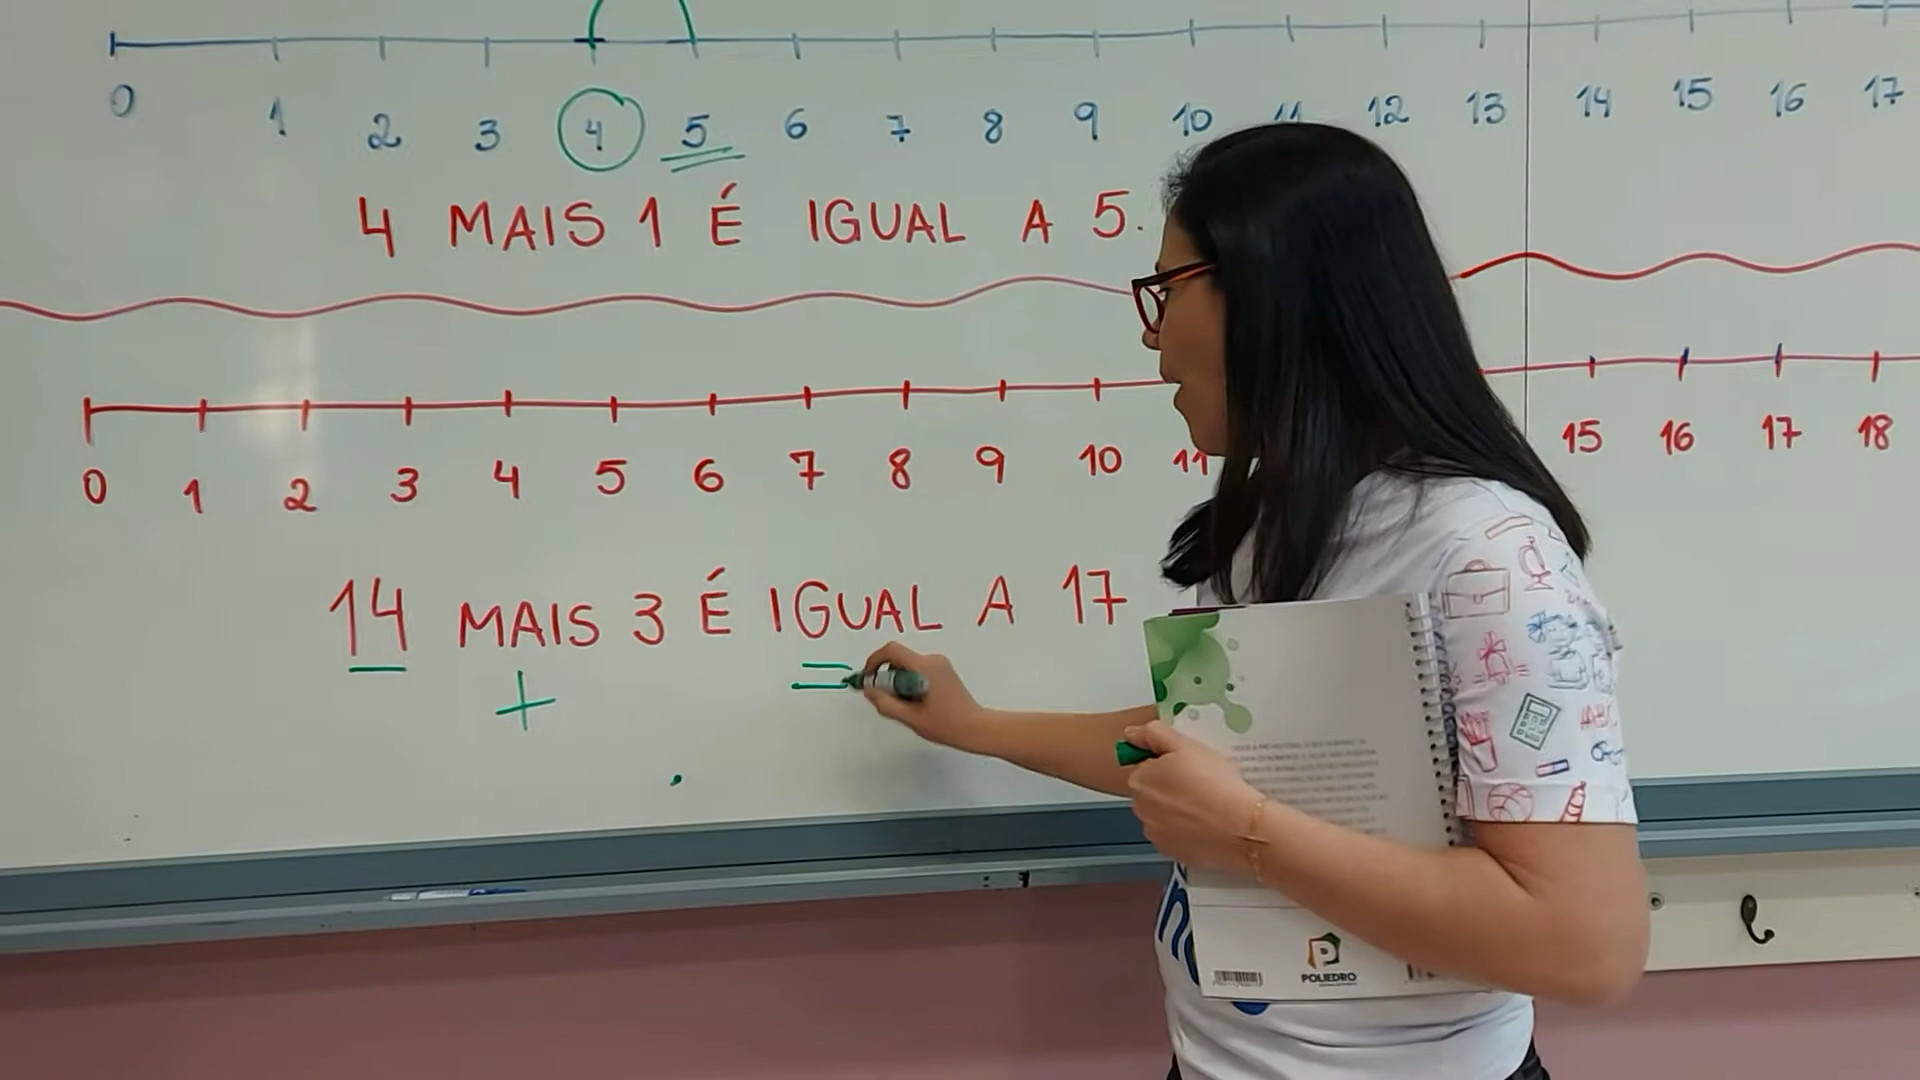 0 1 2 3 4 5 6 7 8 9 10 11 12 13 14 15 16 17
4 MAIS 1 É IGUAL A 5.
0 1 2 3 4 5 6 7 8 9 10 11 15 16 17 18
14 MAIS 3 É IGUAL A 17
+ =
POLIEDRO